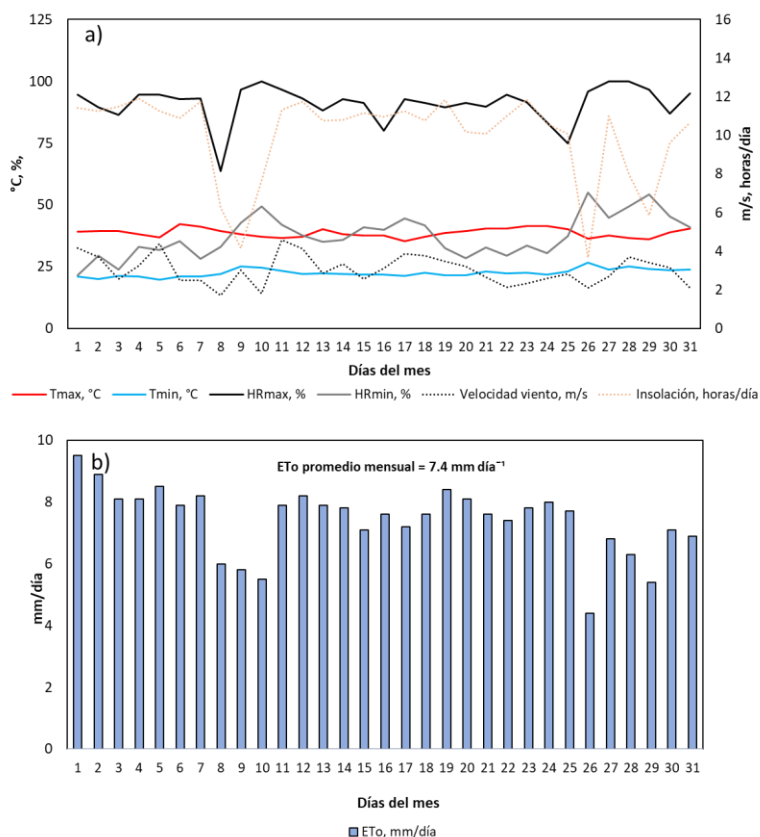 a)
125
100
75
50
25
0
°C, %,
16
14
12
10
8
6
4
2
0
m/s, horas/día
1 2 3 4 5 6 7 8 9 10 11 12 13 14 15 16 17 18 19 20 21 22 23 24 25 26 27 28 29 30 31
Días del mes
Tmax, °C Tmin, °C HRmax, % HRmin, % Velocidad viento, m/s Insolación, horas/día
b)
ETo promedio mensual = 7.4 mm día⁻¹
10
8
6
4
2
0
mm/día
1 2 3 4 5 6 7 8 9 10 11 12 13 14 15 16 17 18 19 20 21 22 23 24 25 26 27 28 29 30 31
Días del mes
ETo, mm/día